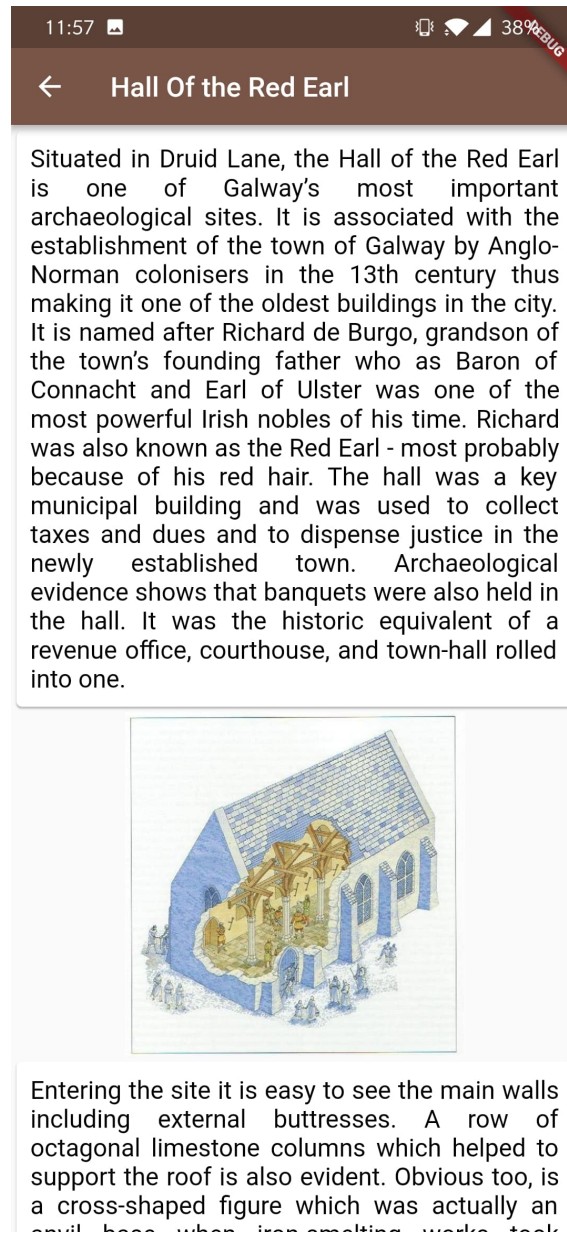 11:57
38%
DEBUG
Hall Of the Red Earl
Situated in Druid Lane, the Hall of the Red Earl
is one of Galway’s most important
archaeological sites. It is associated with the
establishment of the town of Galway by Anglo-
Norman colonisers in the 13th century thus
making it one of the oldest buildings in the city.
It is named after Richard de Burgo, grandson of
the town’s founding father who as Baron of
Connacht and Earl of Ulster was one of the
most powerful Irish nobles of his time. Richard
was also known as the Red Earl - most probably
because of his red hair. The hall was a key
municipal building and was used to collect
taxes and dues and to dispense justice in the
newly established town. Archaeological
evidence shows that banquets were also held in
the hall. It was the historic equivalent of a
revenue office, courthouse, and town-hall rolled
into one.
Entering the site it is easy to see the main walls
including external buttresses. A row of
octagonal limestone columns which helped to
support the roof is also evident. Obvious too, is
a cross-shaped figure which was actually an
anvil base when iron-smelting works took